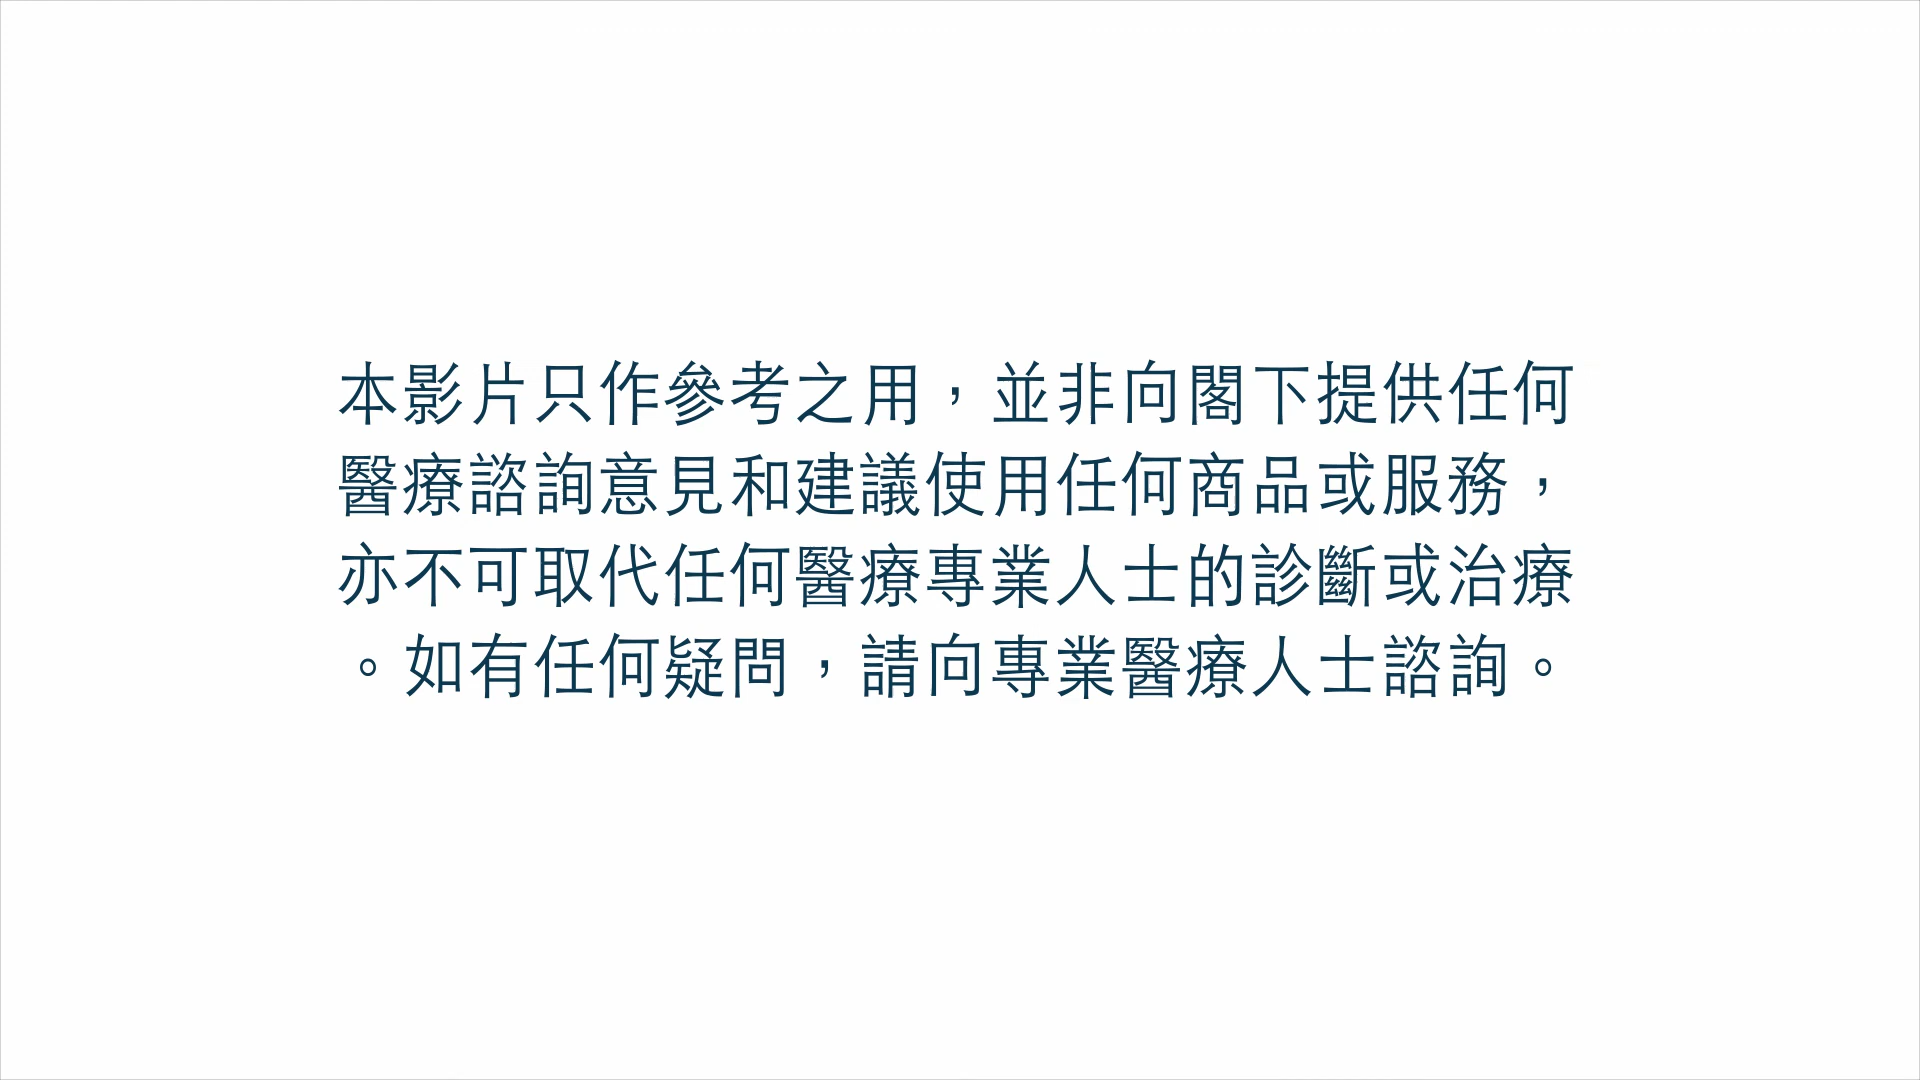 本影片只作參考之用，並非向閣下提供任何
醫療諮詢意見和建議使用任何商品或服務，
亦不可取代任何醫療專業人士的診斷或治療
。如有任何疑問，請向專業醫療人士諮詢。